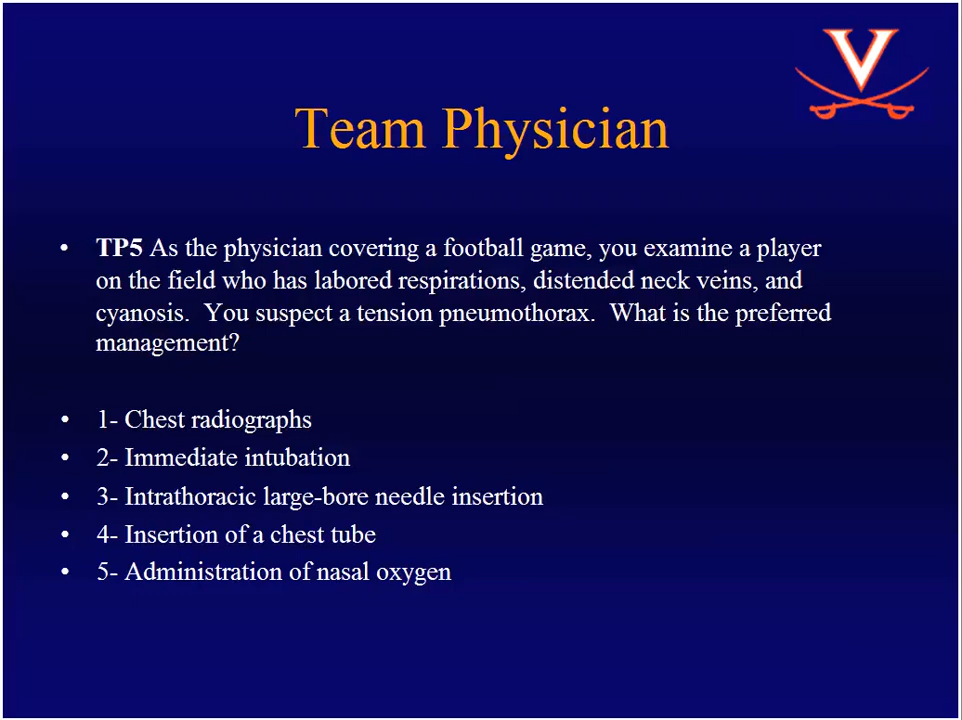 V
Team Physician
• TP5 As the physician covering a football game, you examine a player
on the field who has labored respirations, distended neck veins, and
cyanosis.  You suspect a tension pneumothorax.  What is the preferred
management?
• 1- Chest radiographs
• 2- Immediate intubation
• 3- Intrathoracic large-bore needle insertion
• 4- Insertion of a chest tube
• 5- Administration of nasal oxygen